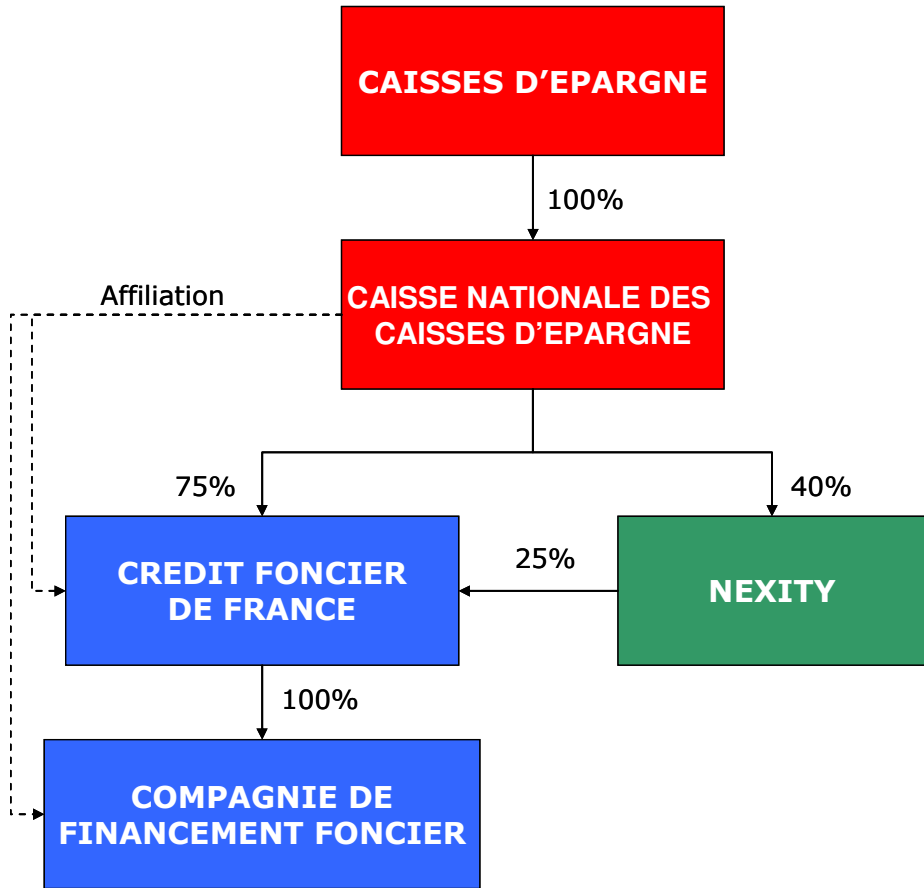 CAISSES D'EPARGNE
100%
Affiliation
CAISSE NATIONALE DES
CAISSES D'EPARGNE
75%
40%
CREDIT FONCIER
DE FRANCE
25%
NEXITY
100%
COMPAGNIE DE
FINANCEMENT FONCIER